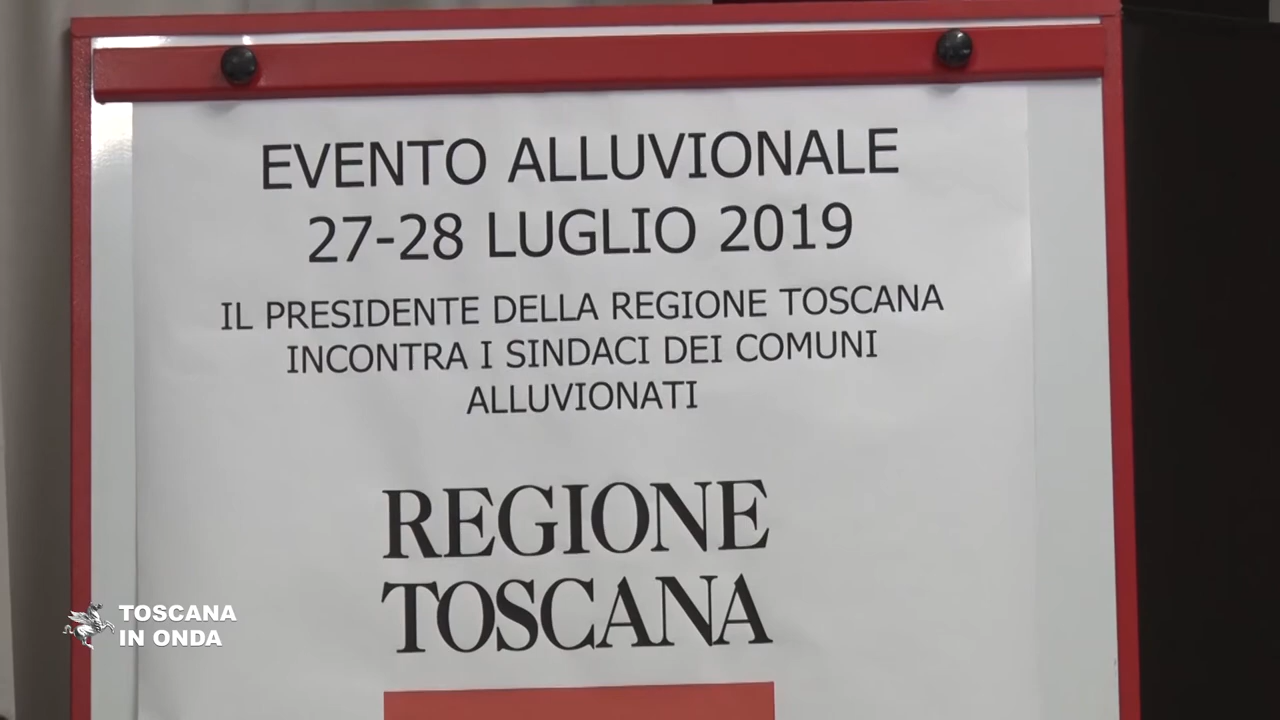 EVENTO ALLUVIONALE
27-28 LUGLIO 2019
IL PRESIDENTE DELLA REGIONE TOSCANA
INCONTRA I SINDACI DEI COMUNI
ALLUVIONATI
REGIONE
TOSCANA
TOSCANA
IN ONDA